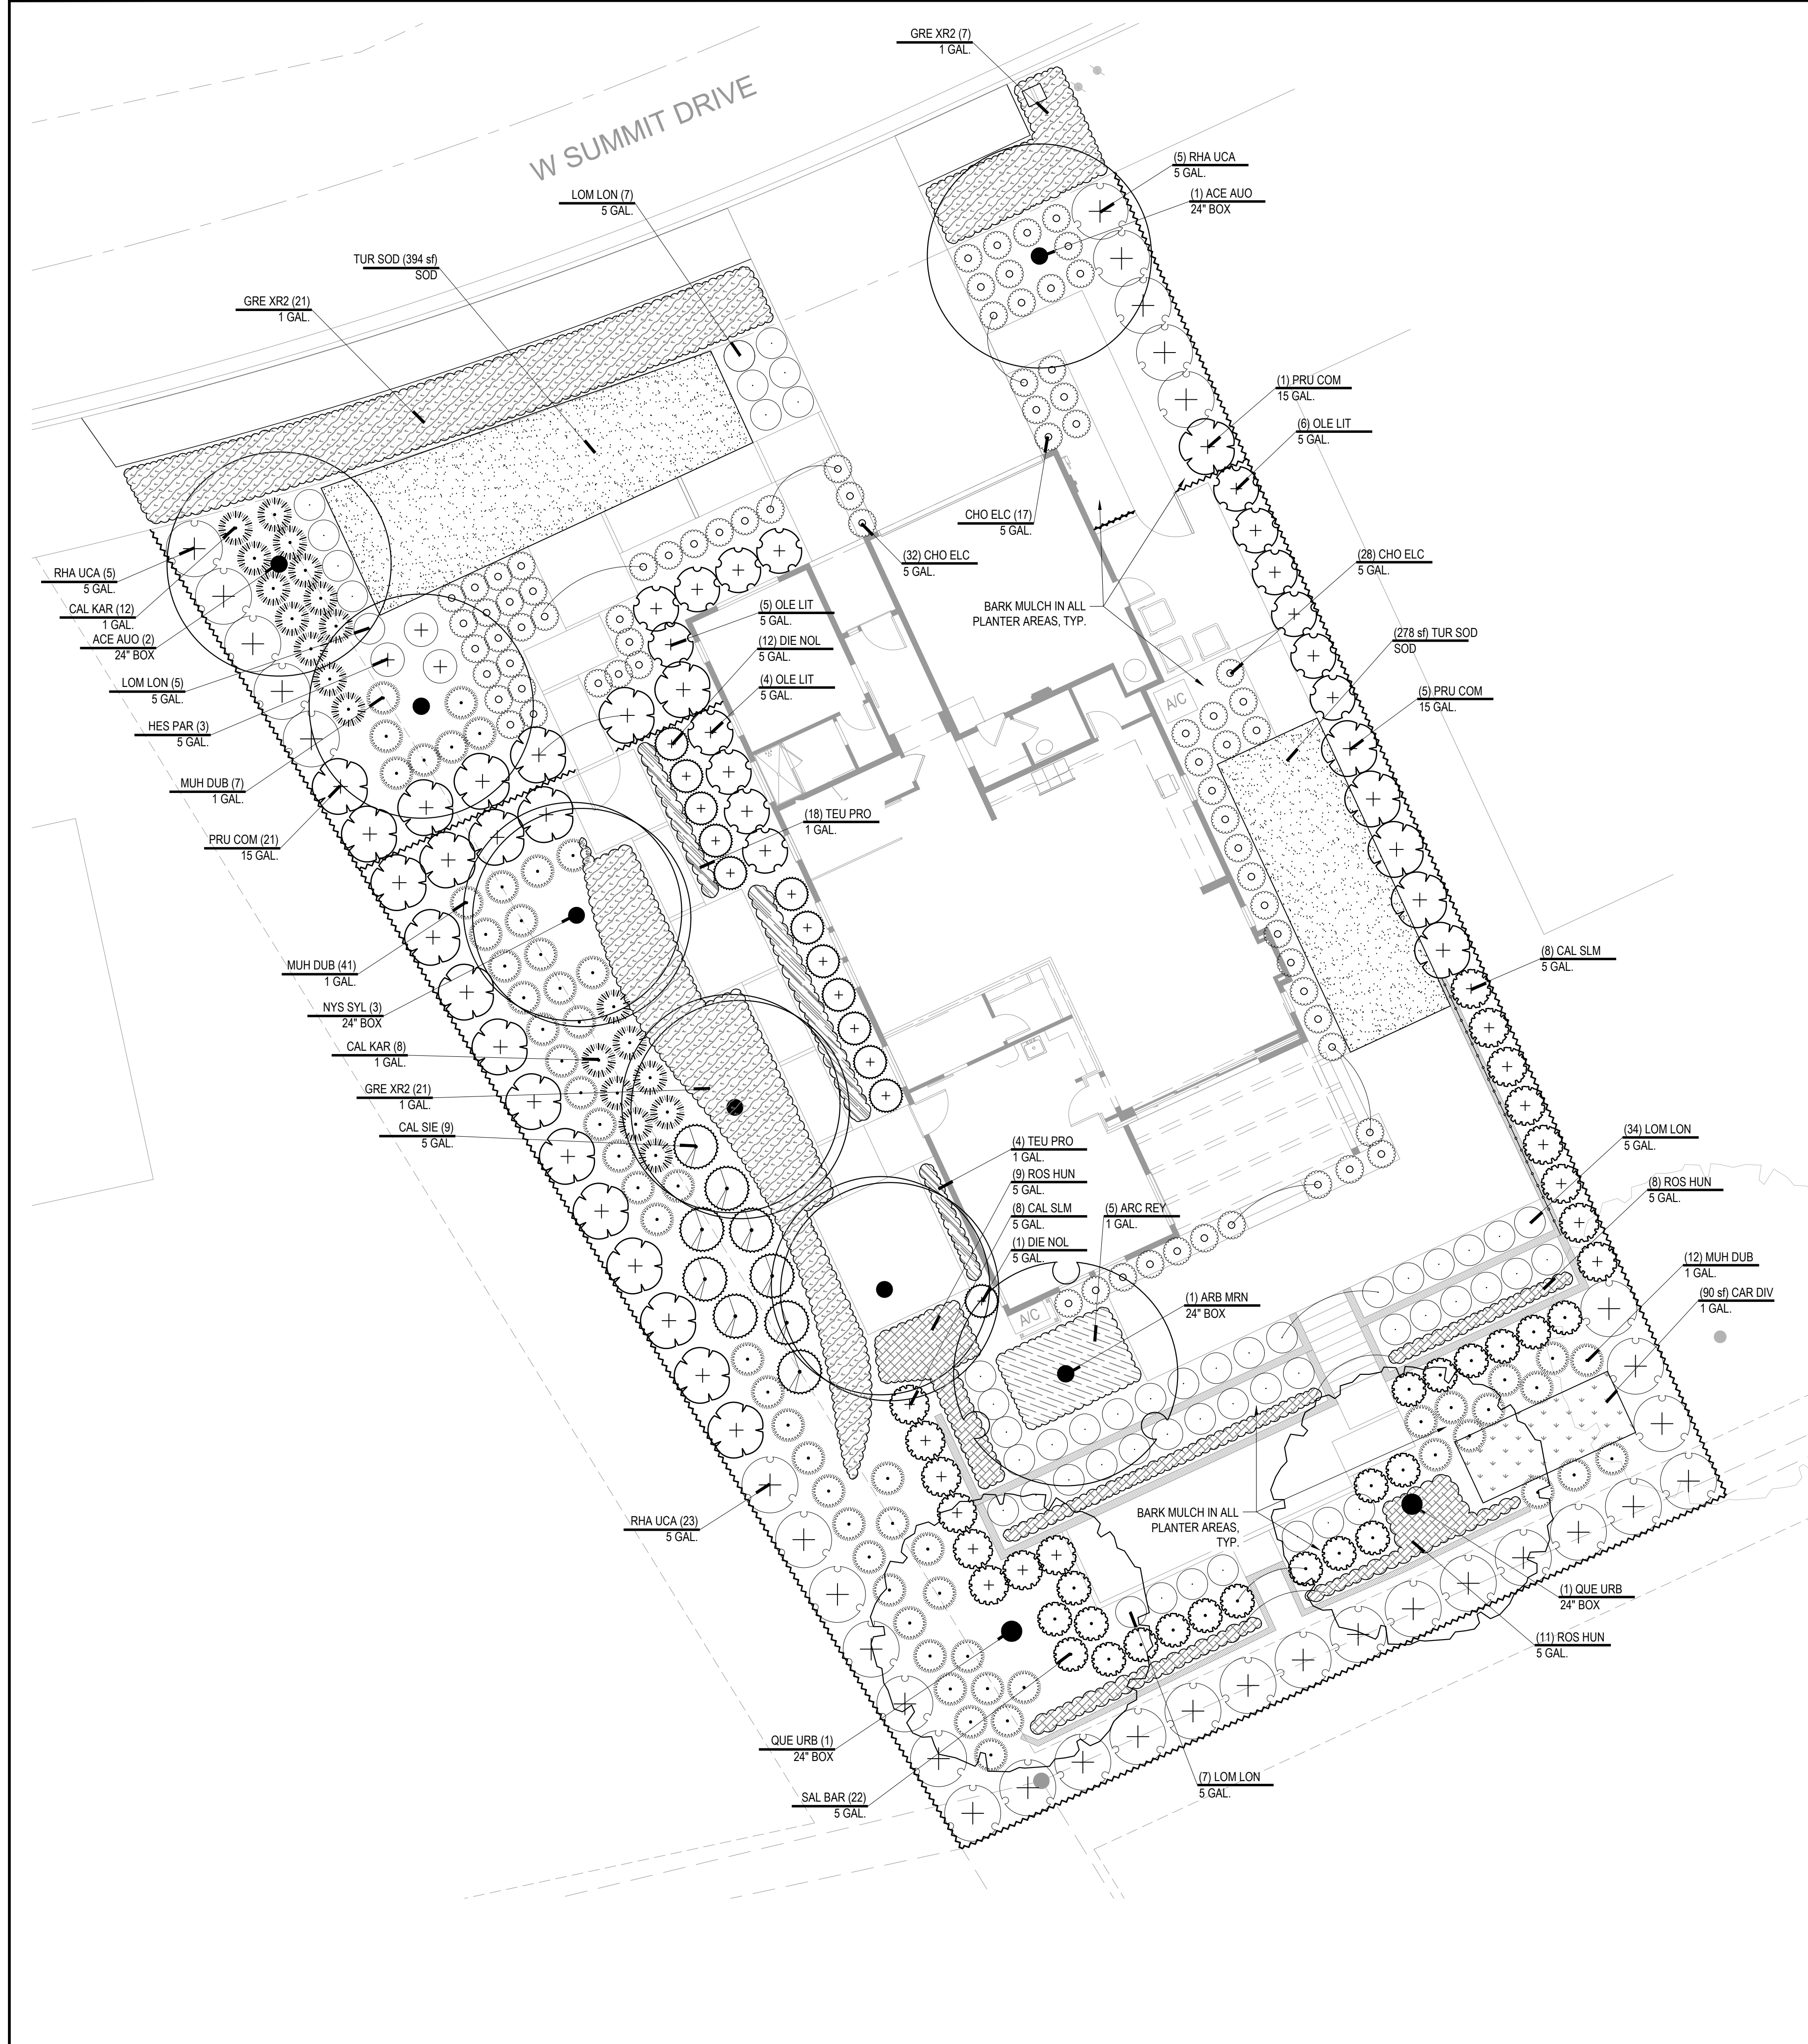 GRE XR2 (7)
1 GAL.
W SUMMIT DRIVE
(5) RHA UCA
5 GAL.
(1) ACE AUO
24" BOX
LOM LON (7)
5 GAL.
TUR SOD (394 sf)
SOD
GRE XR2 (21)
1 GAL.
(1) PRU COM
15 GAL.
(6) OLE LIT
5 GAL.
CHO ELC (17)
5 GAL.
(32) CHO ELC
5 GAL.
(28) CHO ELC
5 GAL.
RHA UCA (5)
5 GAL.
CAL KAR (12)
1 GAL.
ACE AUO (2)
24" BOX
LOM LON (5)
5 GAL.
HES PAR (3)
5 GAL.
MUH DUB (7)
1 GAL.
PRU COM (21)
15 GAL.
(5) OLE LIT
5 GAL.
(12) DIE NOL
5 GAL.
(4) OLE LIT
5 GAL.
BARK MULCH IN ALL
PLANTER AREAS, TYP.
(278 sf) TUR SOD
SOD
A/C
(5) PRU COM
15 GAL.
(18) TEU PRO
1 GAL.
MUH DUB (41)
1 GAL.
NYS SYL (3)
24" BOX
CAL KAR (8)
1 GAL.
GRE XR2 (21)
1 GAL.
CAL SIE (9)
5 GAL.
(8) CAL SLM
5 GAL.
(4) TEU PRO
1 GAL.
(9) ROS HUN
5 GAL.
(8) CAL SLM
5 GAL.
(1) DIE NOL
5 GAL.
(5) ARC REY
1 GAL.
(34) LOM LON
5 GAL.
(8) ROS HUN
5 GAL.
(12) MUH DUB
1 GAL.
(90 sf) CAR DIV
1 GAL.
A/C
(1) ARB MRN
24" BOX
RHA UCA (23)
5 GAL.
BARK MULCH IN ALL
PLANTER AREAS,
TYP.
(1) QUE URB
24" BOX
(11) ROS HUN
5 GAL.
QUE URB (1)
24" BOX
SAL BAR (22)
5 GAL.
(7) LOM LON
5 GAL.